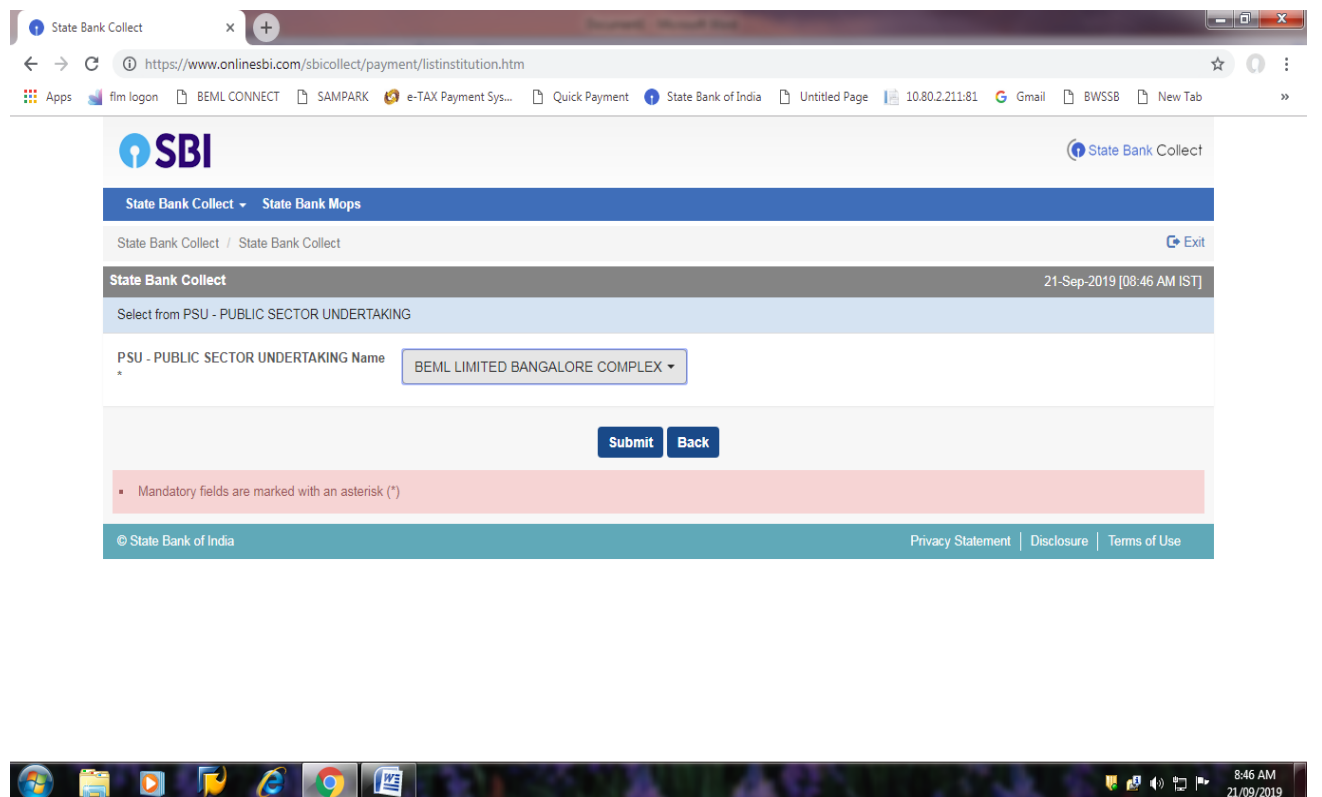 State Bank Collect
https://www.onlinesbi.com/sbicollect/payment/listinstitution.htm
Apps flm logon BEML CONNECT SAMPARK e-TAX Payment Sys... Quick Payment State Bank of India Untitled Page 10.80.2.211:81 Gmail BWSSB New Tab »
SBI State Bank Collect
State Bank Collect State Bank Mops
State Bank Collect / State Bank Collect Exit
State Bank Collect 21-Sep-2019 [08:46 AM IST]
Select from PSU - PUBLIC SECTOR UNDERTAKING
PSU - PUBLIC SECTOR UNDERTAKING Name
*
BEML LIMITED BANGALORE COMPLEX
Submit Back
Mandatory fields are marked with an asterisk (*)
© State Bank of India Privacy Statement | Disclosure | Terms of Use
8:46 AM
21/09/2019